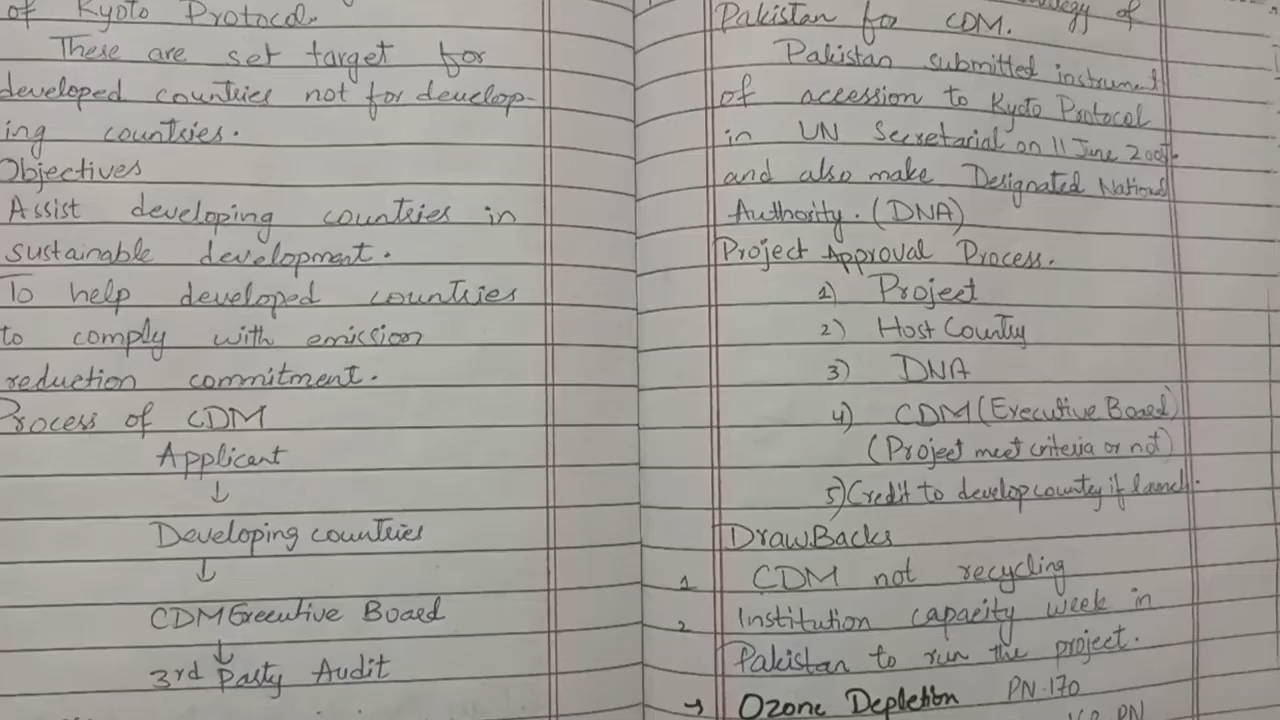 of Kyoto Protocol.
These are set target for
developed countries not for develop-
ing countries.
Objectives
Assist developing countries in
sustainable development.
To help developed countries
to comply with emission
reduction commitment.
Process of CDM
Applicant
↓
Developing countries
↓
CDM Executive Board
↓
3rd Party Audit
of
Pakistan for CDM.
Pakistan submitted instrument
of accession to Kyoto Protocol
in UN Secretarial on 11 June 2005.
and also make Designated National
Authority. (DNA)
Project Approval Process.
1) Project
2) Host Country
3) DNA
4) CDM (Executive Board)
(Project meet criteria or not)
5) Credit to develop county if
DrawBacks
1 CDM not recycling
2 Institution capacity week in
Pakistan to run the project.
→ Ozone Depletion PN.170
PN